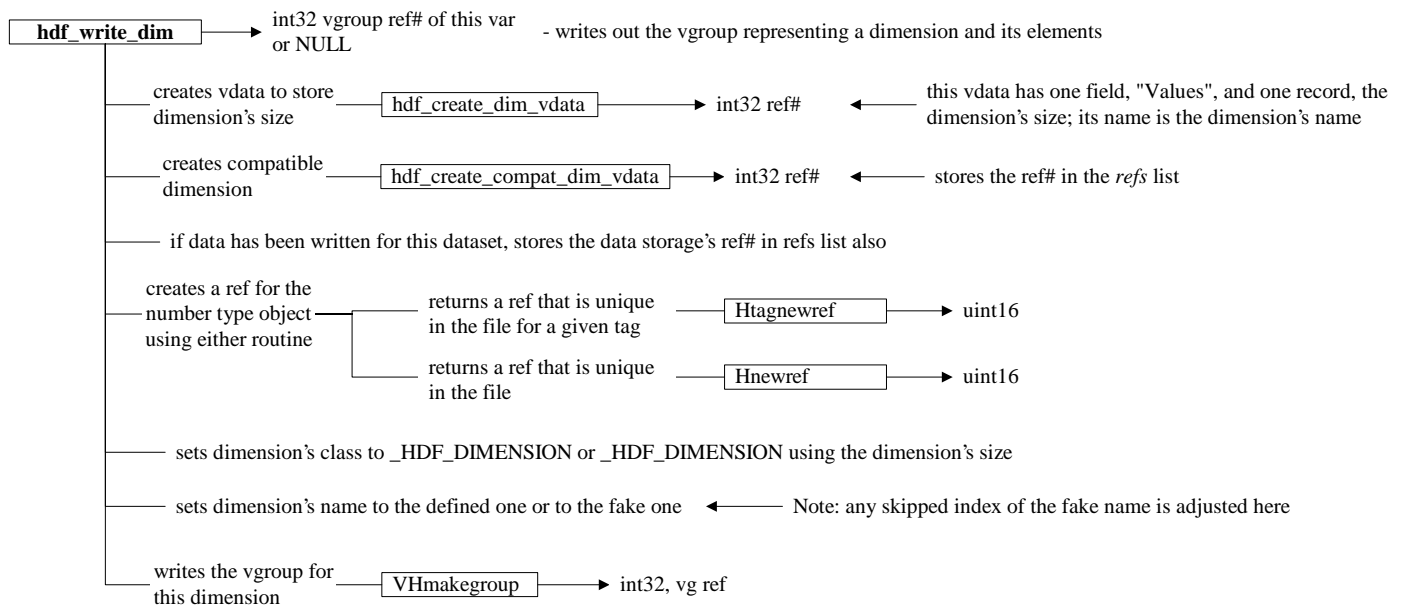 hdf_write_dim
int32 vgroup ref# of this var
or NULL
- writes out the vgroup representing a dimension and its elements
creates vdata to store
dimension’s size
hdf_create_dim_vdata
int32 ref#
this vdata has one field, "Values", and one record, the
dimension’s size; its name is the dimension’s name
creates compatible
dimension
hdf_create_compat_dim_vdata
int32 ref#
stores the ref# in the refs list
if data has been written for this dataset, stores the data storage’s ref# in refs list also
creates a ref for the
number type object
using either routine
returns a ref that is unique
in the file for a given tag
Htagnewref
uint16
returns a ref that is unique
in the file
Hnewref
uint16
sets dimension’s class to _HDF_DIMENSION or _HDF_DIMENSION using the dimension’s size
sets dimension’s name to the defined one or to the fake one
Note: any skipped index of the fake name is adjusted here
writes the vgroup for
this dimension
VHmakegroup
int32, vg ref